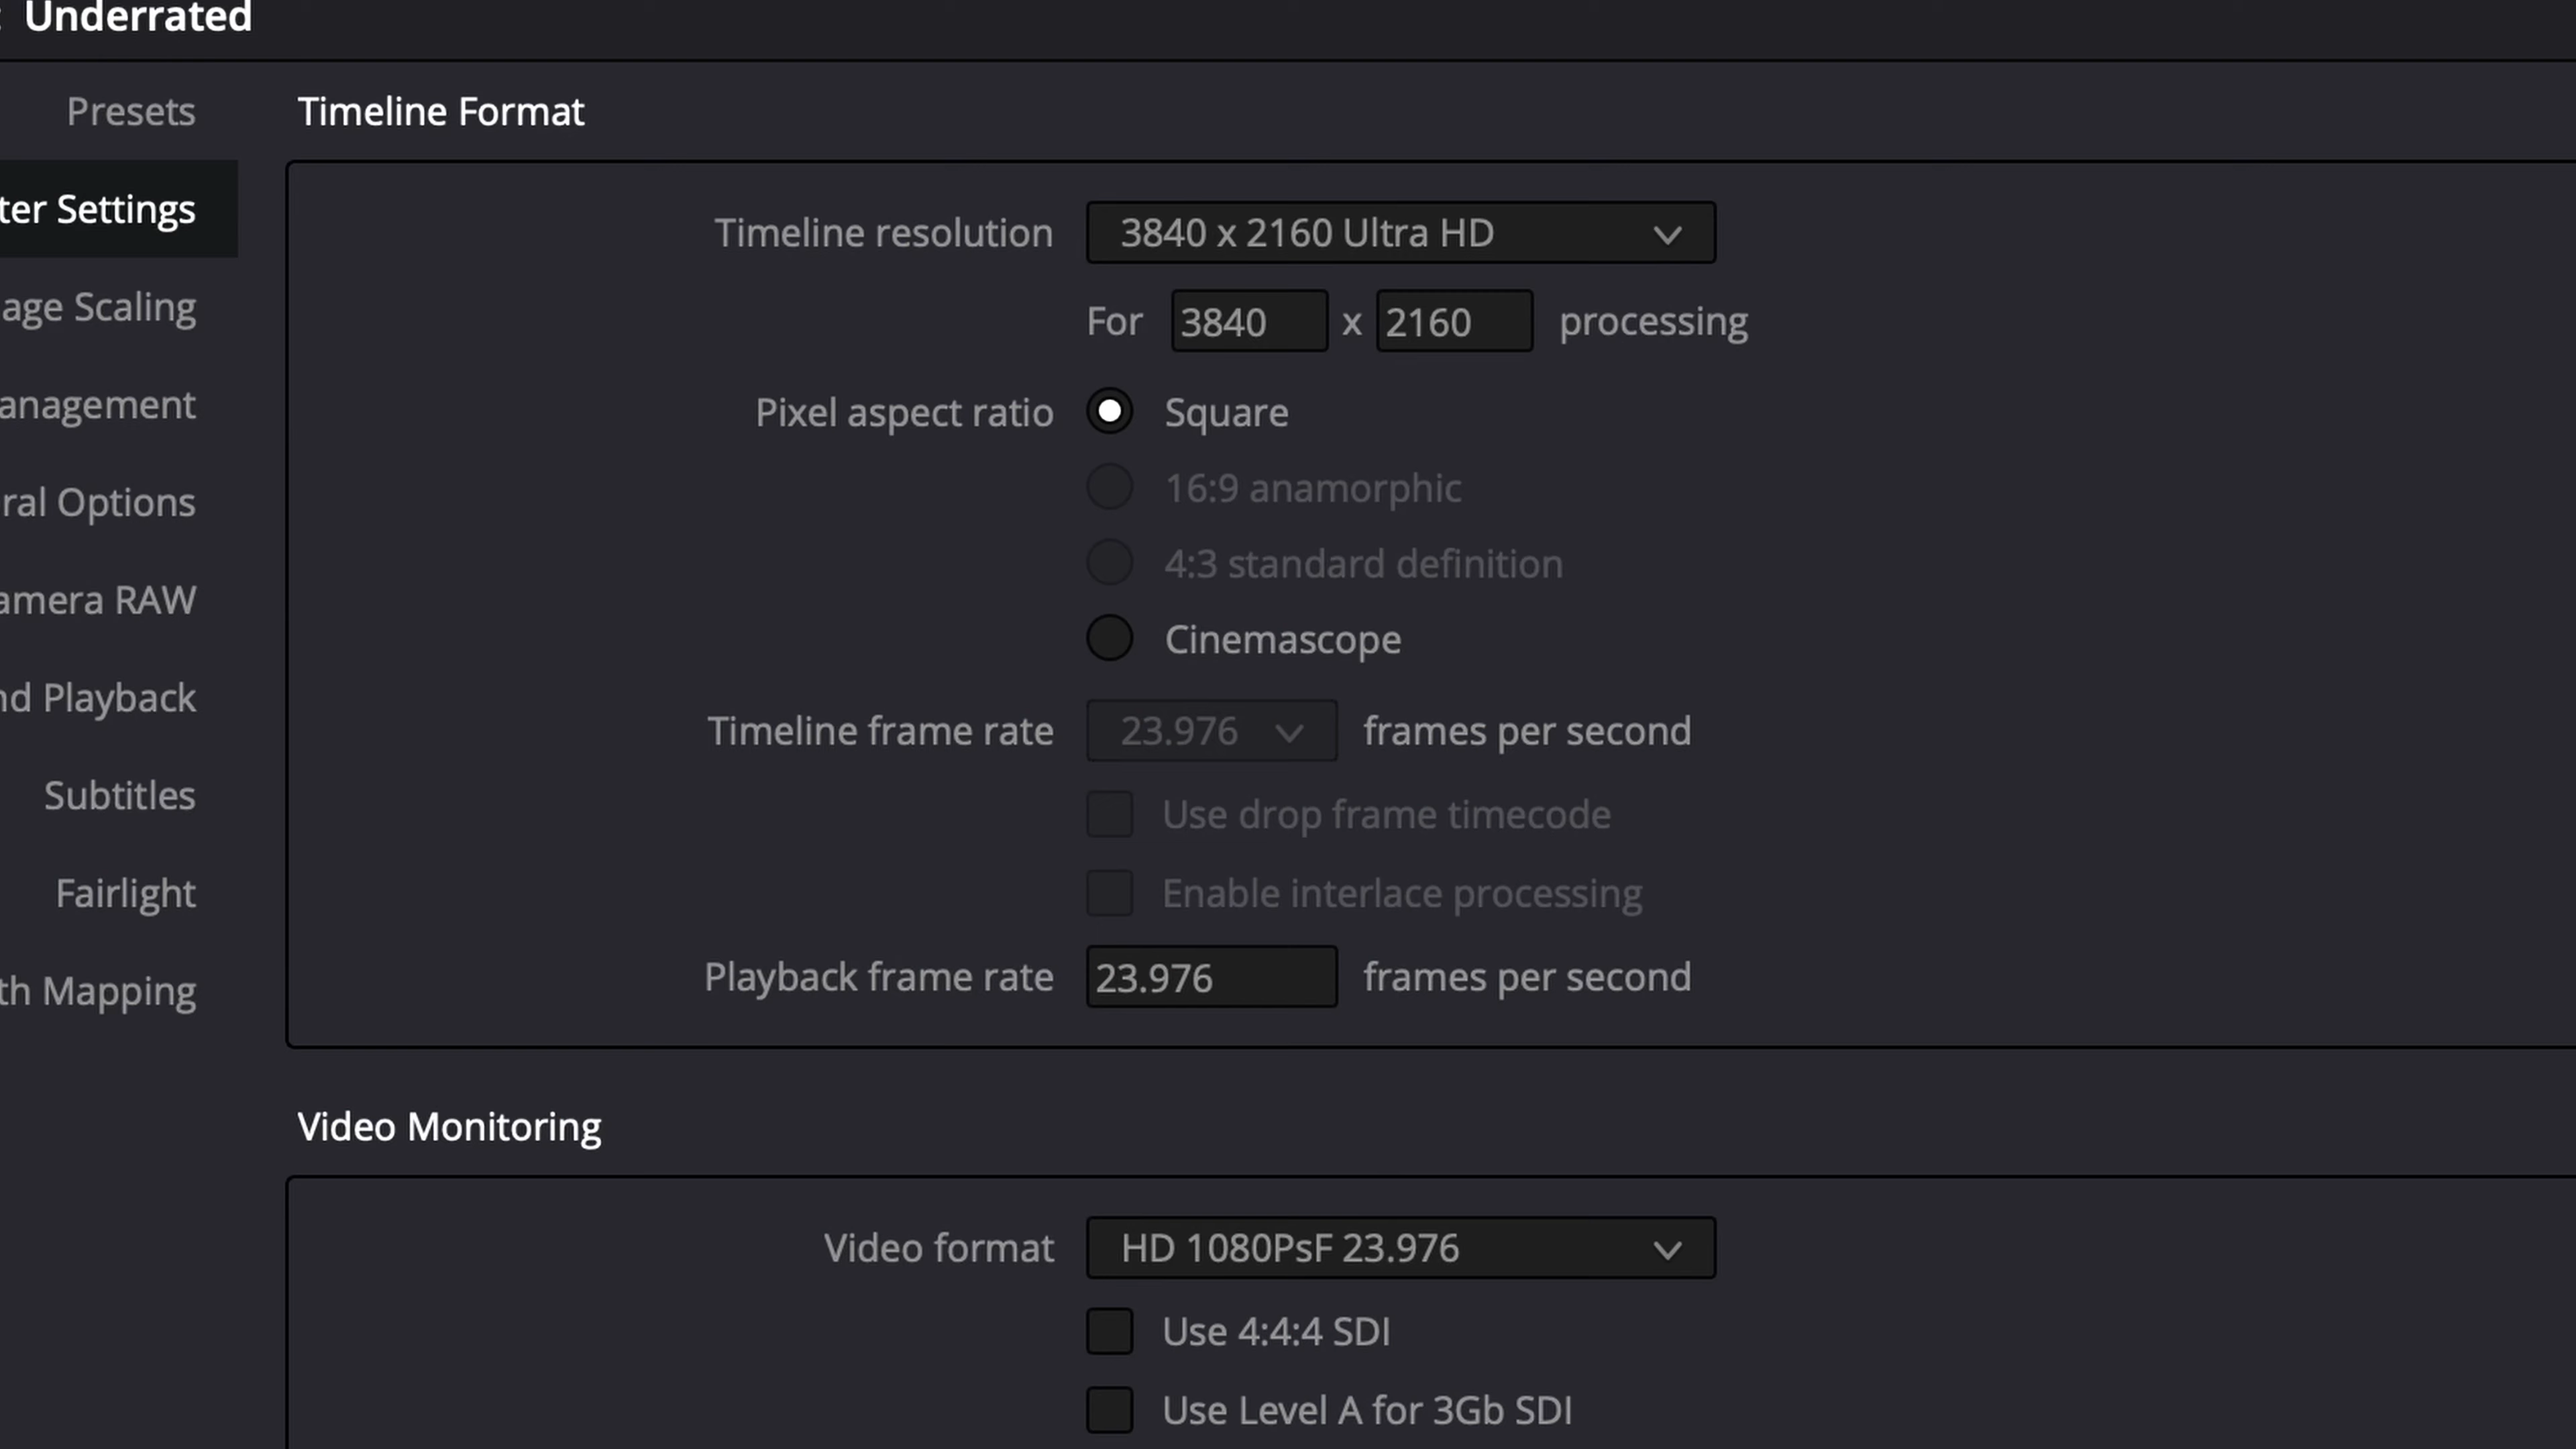 : Underrated
Presets
Timeline Format
ter Settings
Timeline resolution 3840 x 2160 Ultra HD
age Scaling
For 3840 x 2160 processing
anagement
Pixel aspect ratio Square
16:9 anamorphic
ral Options
4:3 standard definition
amera RAW
Cinemascope
nd Playback
Timeline frame rate 23.976 frames per second
Subtitles
Use drop frame timecode
Fairlight
Enable interlace processing
th Mapping
Playback frame rate 23.976 frames per second
Video Monitoring
Video format HD 1080PsF 23.976
Use 4:4:4 SDI
Use Level A for 3Gb SDI